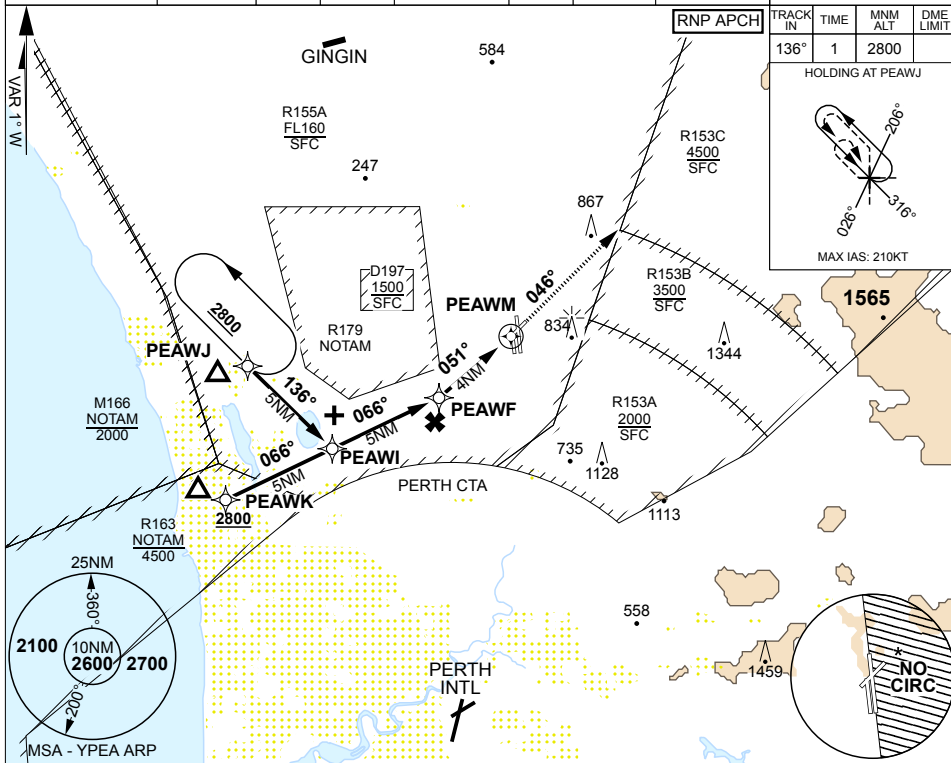 RNP APCH
TRACK IN
TIME
MNM ALT
DME LIMIT
136°
1
2800
HOLDING AT PEAWJ
206°
026°
316°
MAX IAS: 210KT
VAR 1° W
GINGIN
584
R155A
FL160
SFC
247
R153C
4500
SFC
867
D197
1500
SFC
R179
NOTAM
2800
PEAWM
046°
R153B
3500
SFC
1565
834
1344
PEAWJ
051°
4NM
136°
5NM
066°
5NM
PEAWF
M166
NOTAM
2000
R153A
2000
SFC
066°
5NM
PEAWI
735
1128
PEAWK
2800
PERTH CTA
1113
R163
NOTAM
4500
25NM
360°
2100
10NM
2600
2700
200°
MSA - YPEA ARP
558
1459
PERTH
INTL
*
NO
CIRC